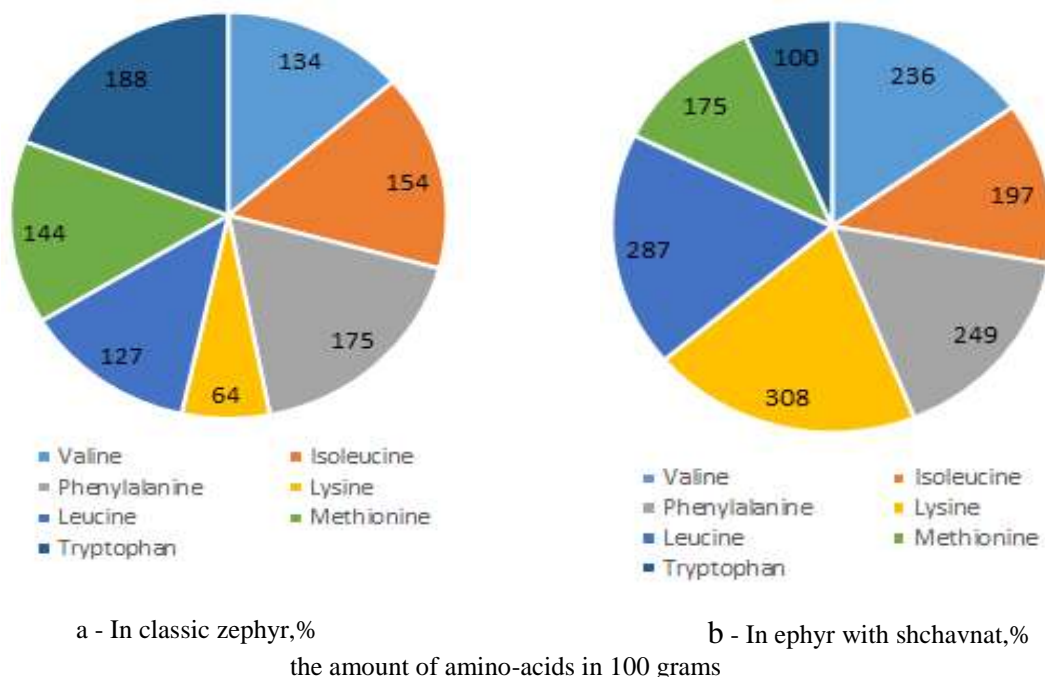 188
134
154
144
175
127
64
Valine
Isoleucine
Phenylalanine
Lysine
Leucine
Methionine
Tryptophan
a - In classic zephyr,%
100
236
175
197
287
249
308
Valine
Isoleucine
Phenylalanine
Lysine
Leucine
Methionine
Tryptophan
b - In ephyr with shchavnat,%
the amount of amino-acids in 100 grams